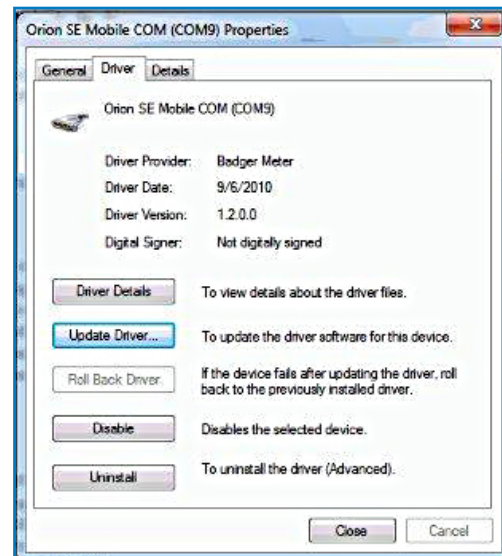 Orion SE Mobile COM (COM9) Properties
General Driver Details
Orion SE Mobile COM (COM9)
Driver Provider: Badger Meter
Driver Date: 9/6/2010
Driver Version: 1.2.0.0
Digital Signer: Not digitally signed
Driver Details To view details about the driver files.
Update Driver... To update the driver software for this device.
Roll Back Driver If the device fails after updating the driver, roll
back to the previously installed driver.
Disable Disables the selected device.
Uninstall To uninstall the driver (Advanced).
Close Cancel